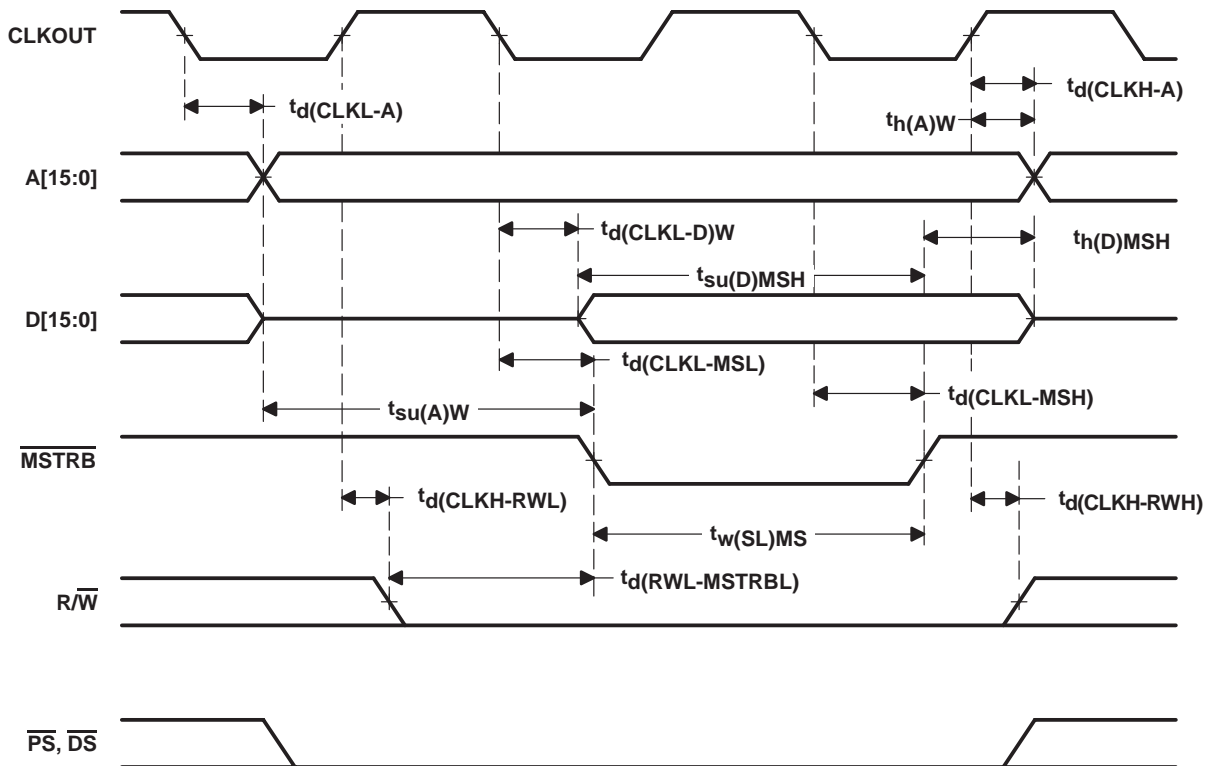 CLKOUT
td(CLKL-A)
td(CLKH-A)
th(A)W
A[15:0]
td(CLKL-D)W
th(D)MSH
tsu(D)MSH
D[15:0]
td(CLKL-MSL)
td(CLKL-MSH)
tsu(A)W
MSTRB
td(CLKH-RWL)
td(CLKH-RWH)
tw(SL)MS
td(RWL-MSTRBL)
R/W
PS, DS